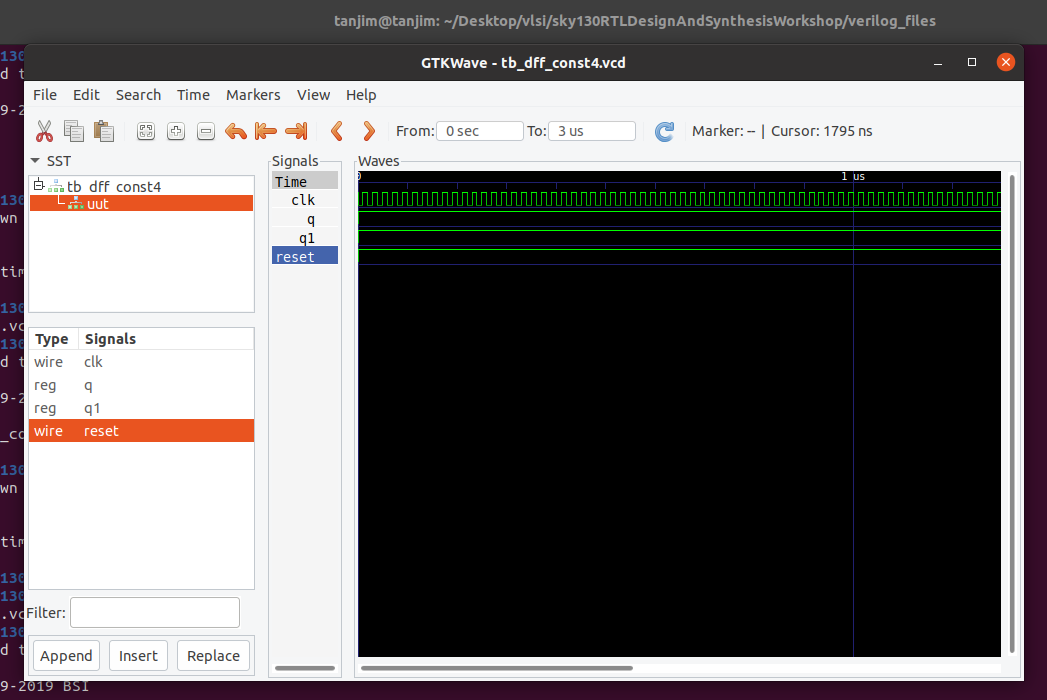 tanjim@tanjim: ~/Desktop/vlsi/sky130RTLDesignAndSynthesisWorkshop/verilog_files
GTKWave - tb_dff_const4.vcd
File Edit Search Time Markers View Help
From: 0 sec To: 3 us Marker: -- | Cursor: 1795 ns
SST
tb_dff_const4
uut
Type Signals
wire clk
reg q
reg q1
wire reset
Filter:
Append Insert Replace
Signals
Time
clk
q
q1
reset
Waves
0 1 us
130
d t
9-2
130
wn
tim
130
.vc
130
d t
9-2
_co
130
wn
tim
130
130
.vc
130
d t
9-2019 BSI